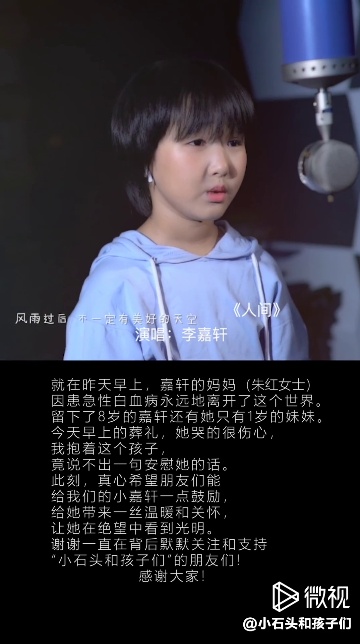 《人间》
风雨过后 不一定有美好的天空
演唱：李嘉轩
就在昨天早上，嘉轩的妈妈（朱红女士）
因患急性白血病永远地离开了这个世界。
留下了8岁的嘉轩还有她只有1岁的妹妹。
今天早上的葬礼，她哭的很伤心，
我抱着这个孩子，
竟说不出一句安慰她的话。
此刻，真心希望朋友们能
给我们的小嘉轩一点鼓励，
给她带来一丝温暖和关怀，
让她在绝望中看到光明。
谢谢一直在背后默默关注和支持
“小石头和孩子们”的朋友们！
感谢大家！
微视
@小石头和孩子们